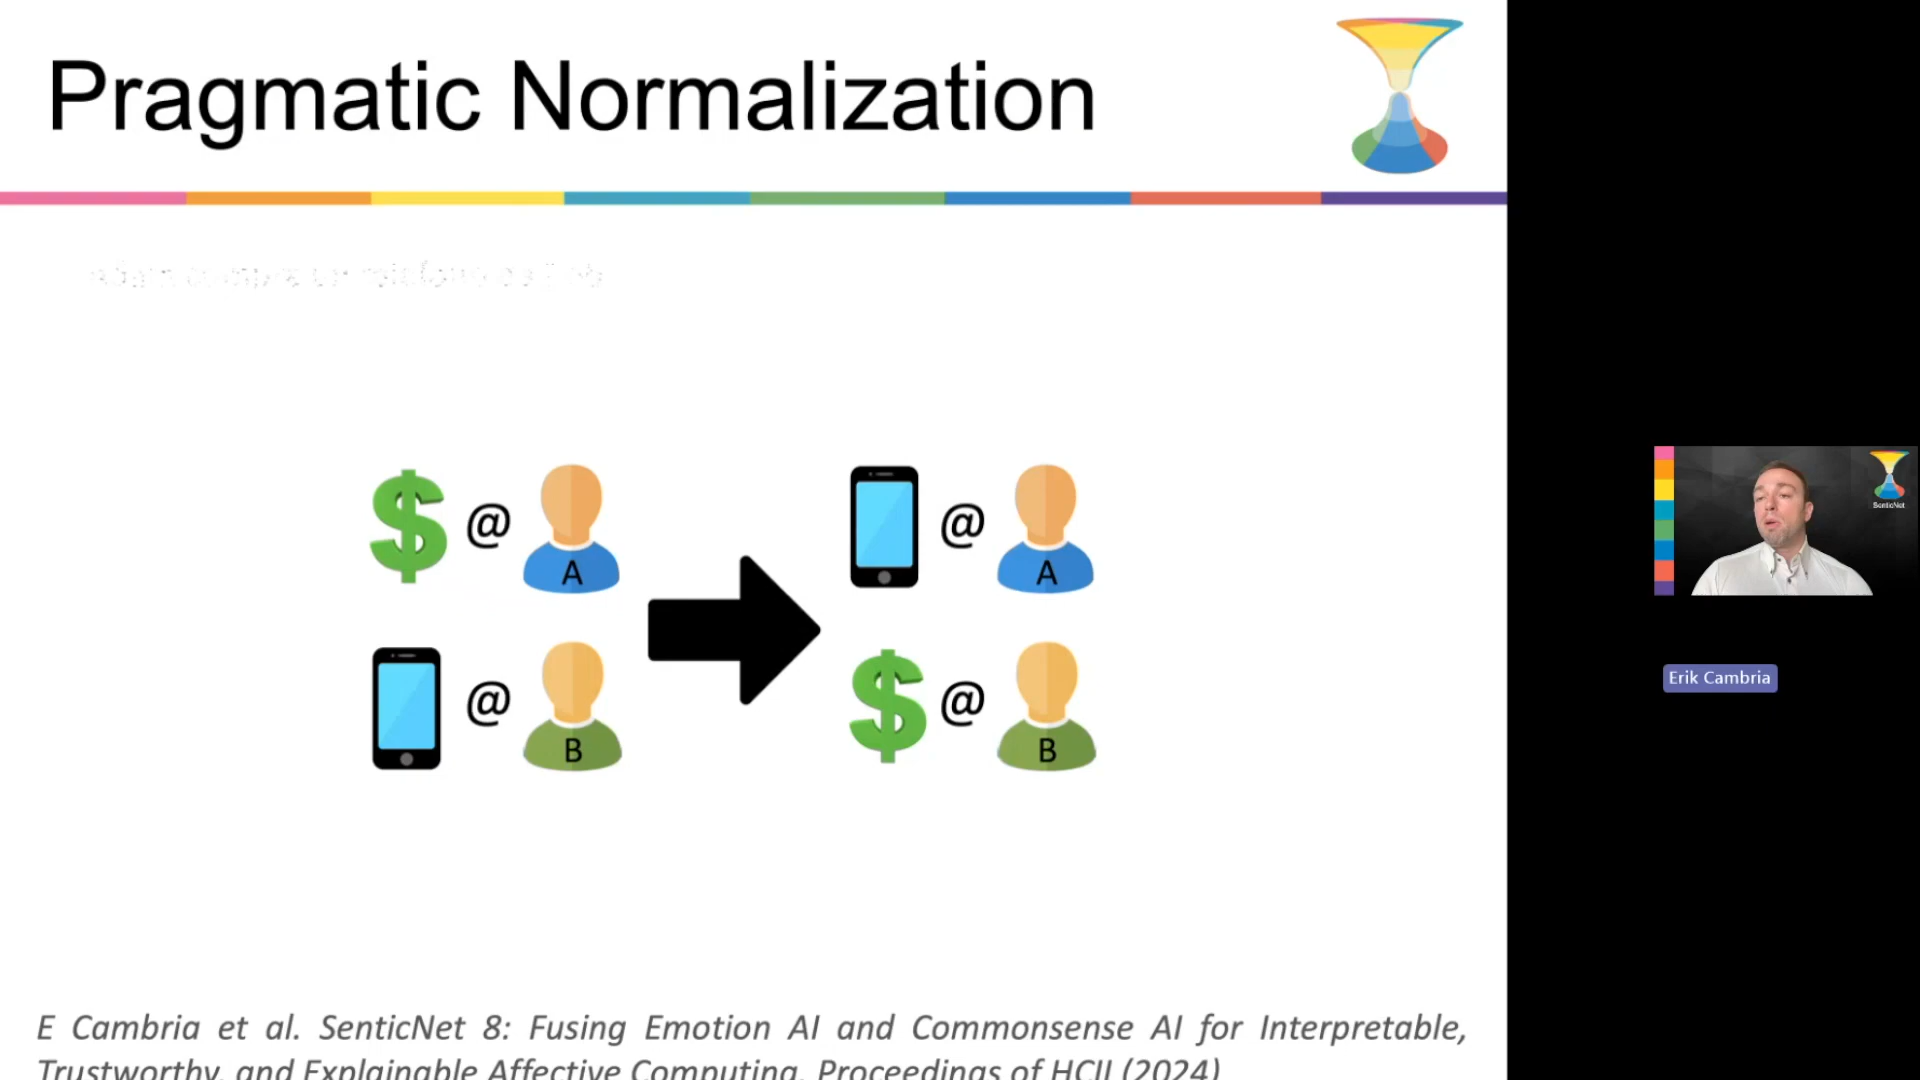 Pragmatic Normalization
$ @ A
@ A
@ B
$ @ B
E Cambria et al. SenticNet 8: Fusing Emotion AI and Commonsense AI for Interpretable,
Trustworthy, and Explainable Affective Computing. Proceedings of HCII (2024)
SenticNet
Erik Cambria